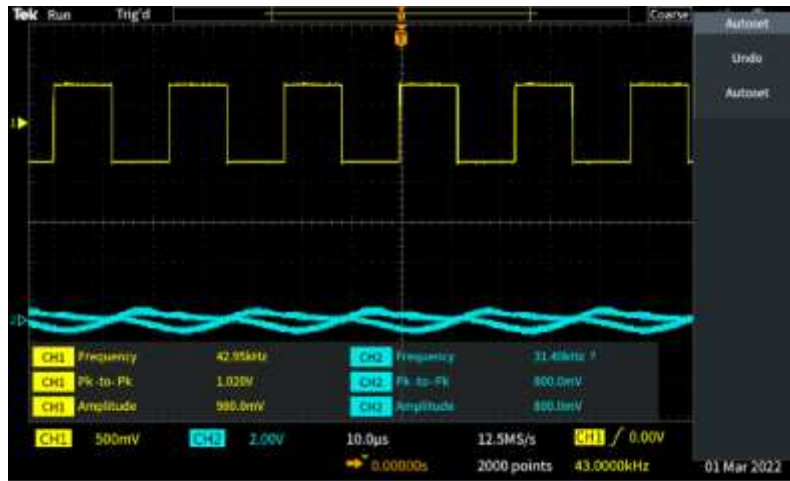 Tek Run Trig'd Coarse
Autoset
Undo
Autoset
T
1
2
CH1 Frequency 42.95kHz CH2 Frequency 31.40kHz ?
CH1 Pk-to-Pk 1.020V CH2 Pk-to-Pk 800.0mV
CH1 Amplitude 980.0mV CH2 Amplitude 800.0mV
CH1 500mV CH2 2.00V 10.0µs 12.5MS/s CH1 / 0.00V
0.00000s 2000 points 43.0000kHz 01 Mar 2022